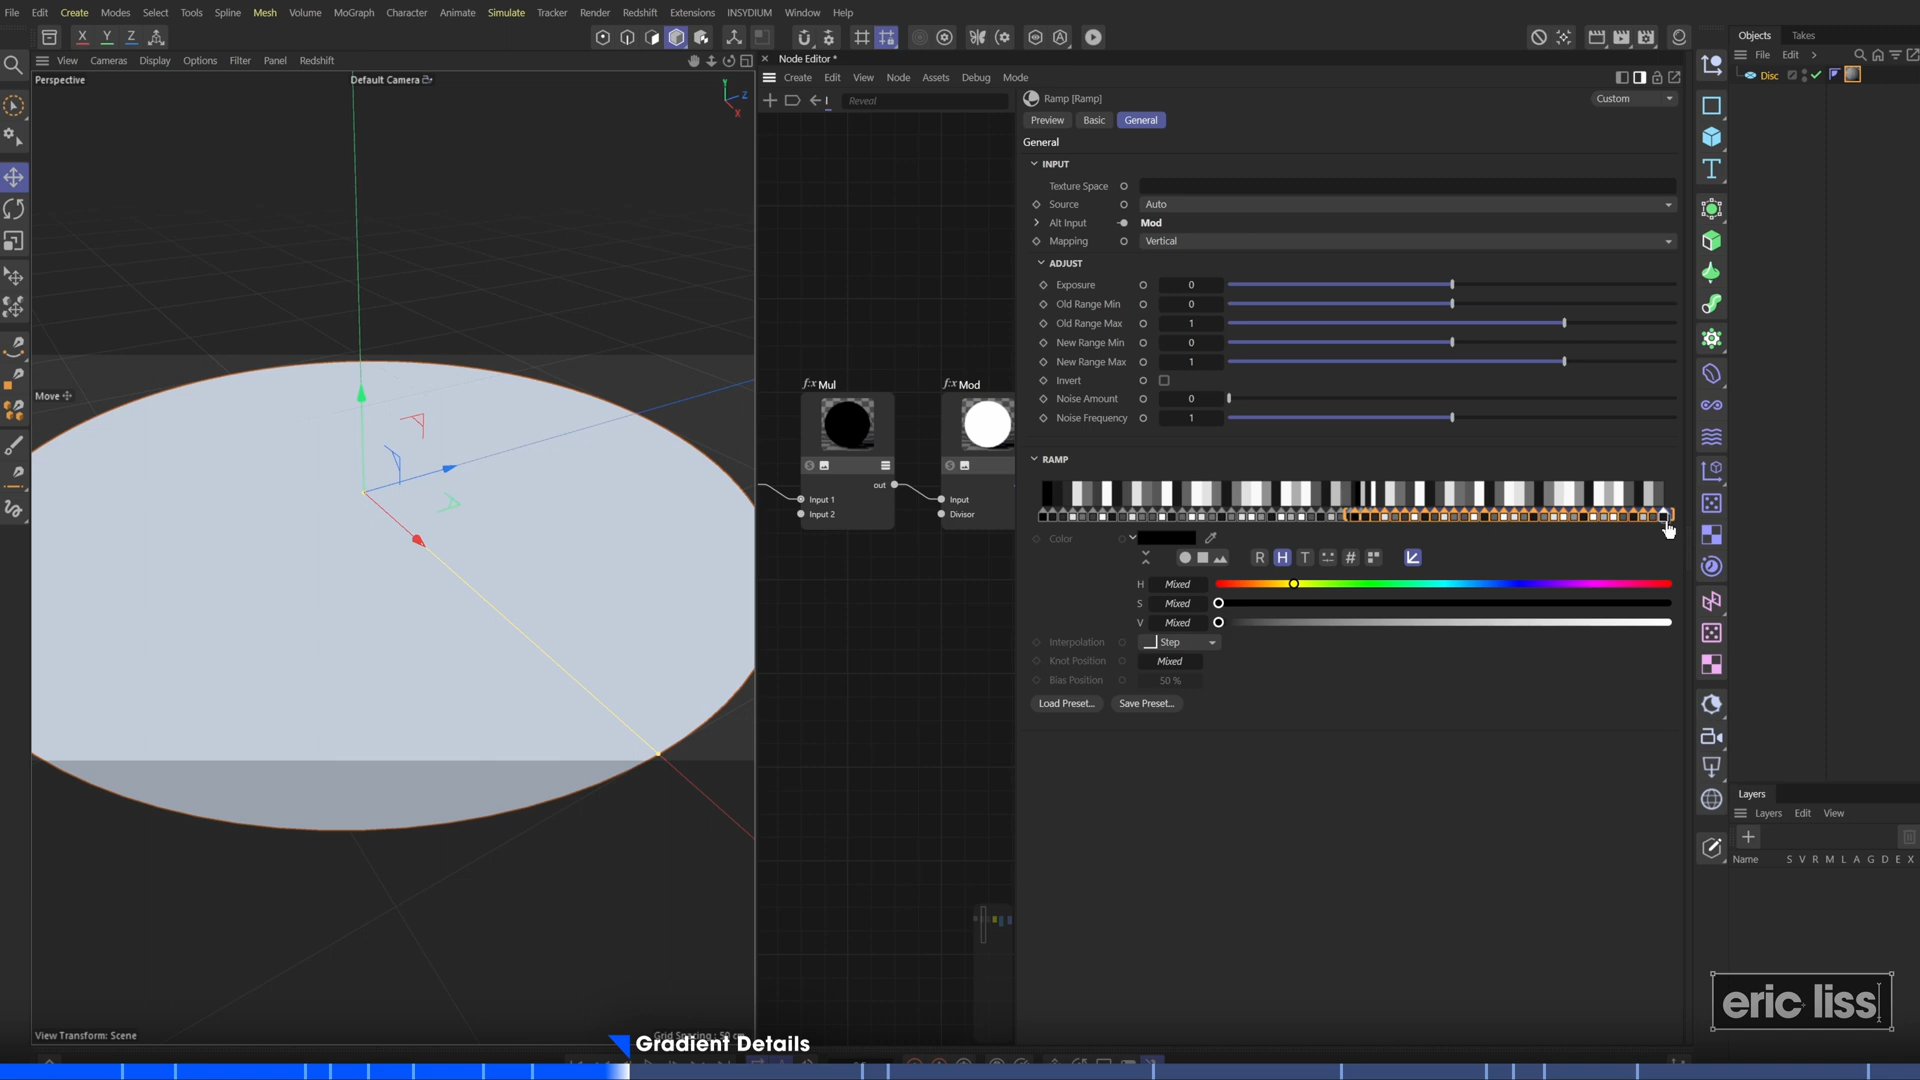 File Edit Create Modes Select Tools Spline Mesh Volume MoGraph Character Animate Simulate Tracker Render Redshift Extensions INSYDIUM Window Help
X Y Z
Objects Takes
View Cameras Display Options Filter Panel Redshift
Node Editor *
File Edit
Perspective
Default Camera
Create Edit View Node Assets Debug Mode
Disc
Y
Z
X
Reveal
Ramp [Ramp]
Custom
Preview Basic General
General
INPUT
Texture Space
Source Auto
Alt Input Mod
Mapping Vertical
ADJUST
Exposure 0
Old Range Min 0
Old Range Max 1
New Range Min 0
New Range Max 1
Invert
Noise Amount 0
Noise Frequency 1
Move
f:x Mul
f:x Mod
S
S
out
Input 1
Input 2
Input
Divisor
RAMP
Color
R H T #
H Mixed
S Mixed
V Mixed
Interpolation Step
Knot Position Mixed
Bias Position 50 %
Load Preset... Save Preset...
Layers
Layers Edit View
Name S V R M L A G D E X
eric liss
View Transform: Scene
Grid Spacing : 50 cm
Gradient Details